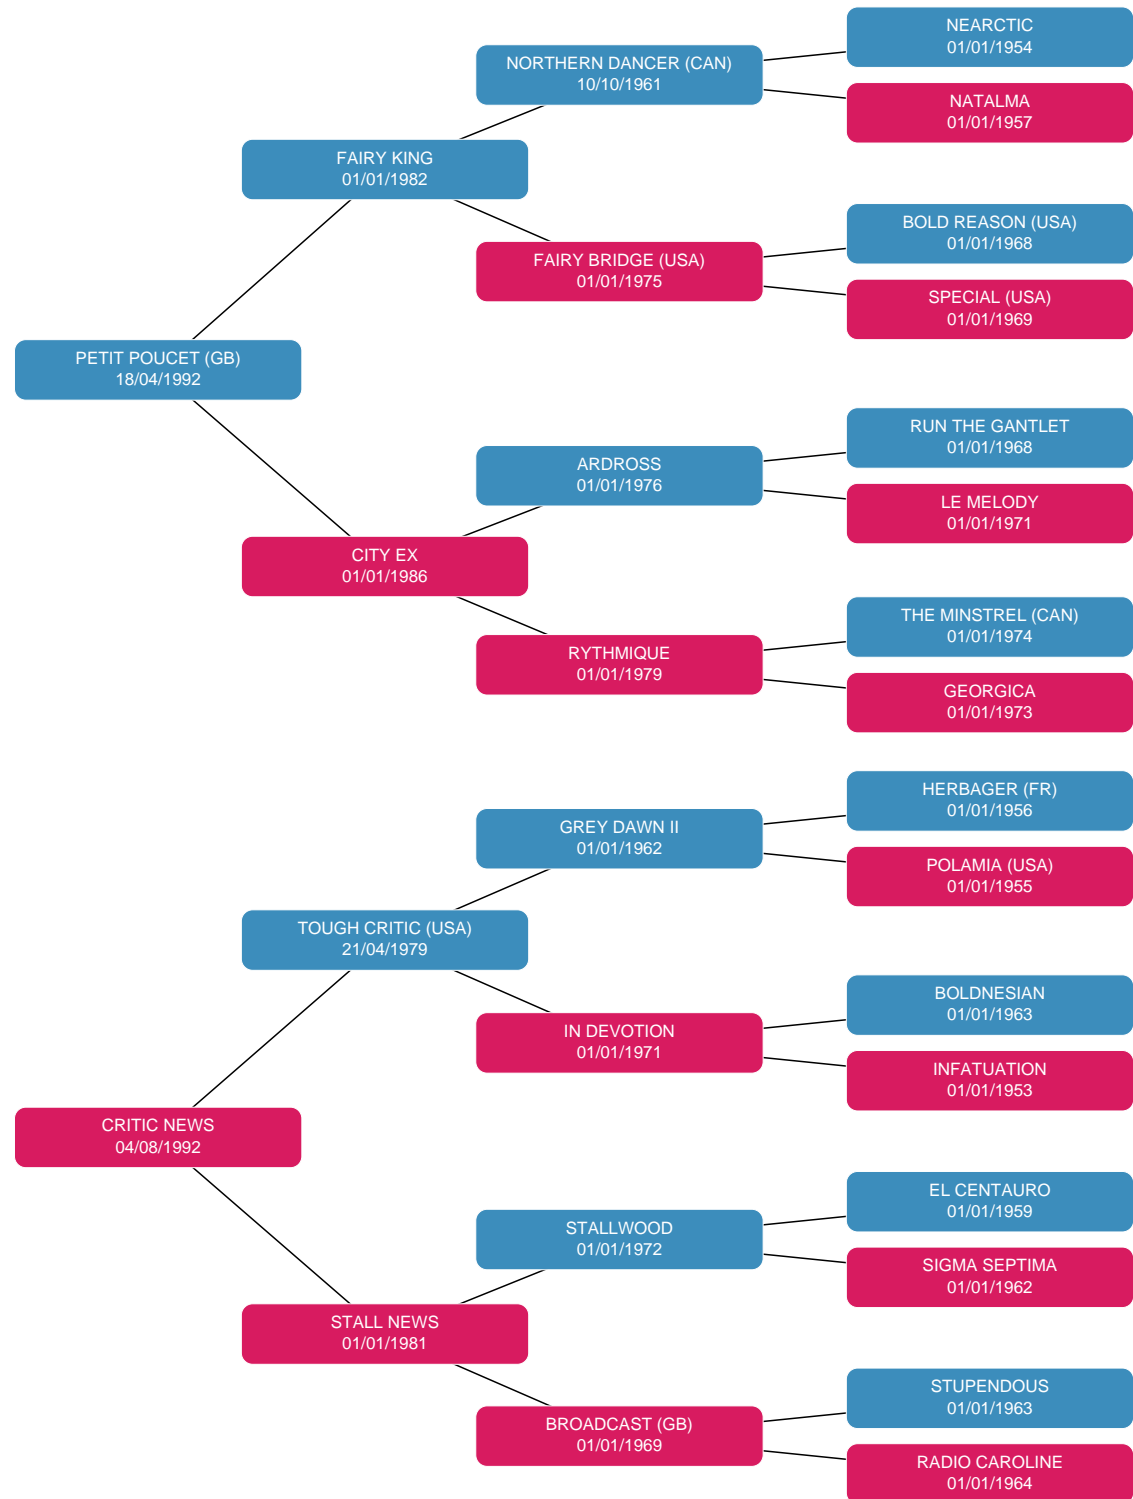 NEARCTIC
01/01/1954
NORTHERN DANCER (CAN)
10/10/1961
NATALMA
01/01/1957
FAIRY KING
01/01/1982
BOLD REASON (USA)
01/01/1968
FAIRY BRIDGE (USA)
01/01/1975
SPECIAL (USA)
01/01/1969
PETIT POUCET (GB)
18/04/1992
RUN THE GANTLET
01/01/1968
ARDROSS
01/01/1976
LE MELODY
01/01/1971
CITY EX
01/01/1986
THE MINSTREL (CAN)
01/01/1974
RYTHMIQUE
01/01/1979
GEORGICA
01/01/1973
HERBAGER (FR)
01/01/1956
GREY DAWN II
01/01/1962
POLAMIA (USA)
01/01/1955
TOUGH CRITIC (USA)
21/04/1979
BOLDNESIAN
01/01/1963
IN DEVOTION
01/01/1971
INFATUATION
01/01/1953
CRITIC NEWS
04/08/1992
EL CENTAURO
01/01/1959
STALLWOOD
01/01/1972
SIGMA SEPTIMA
01/01/1962
STALL NEWS
01/01/1981
STUPENDOUS
01/01/1963
BROADCAST (GB)
01/01/1969
RADIO CAROLINE
01/01/1964